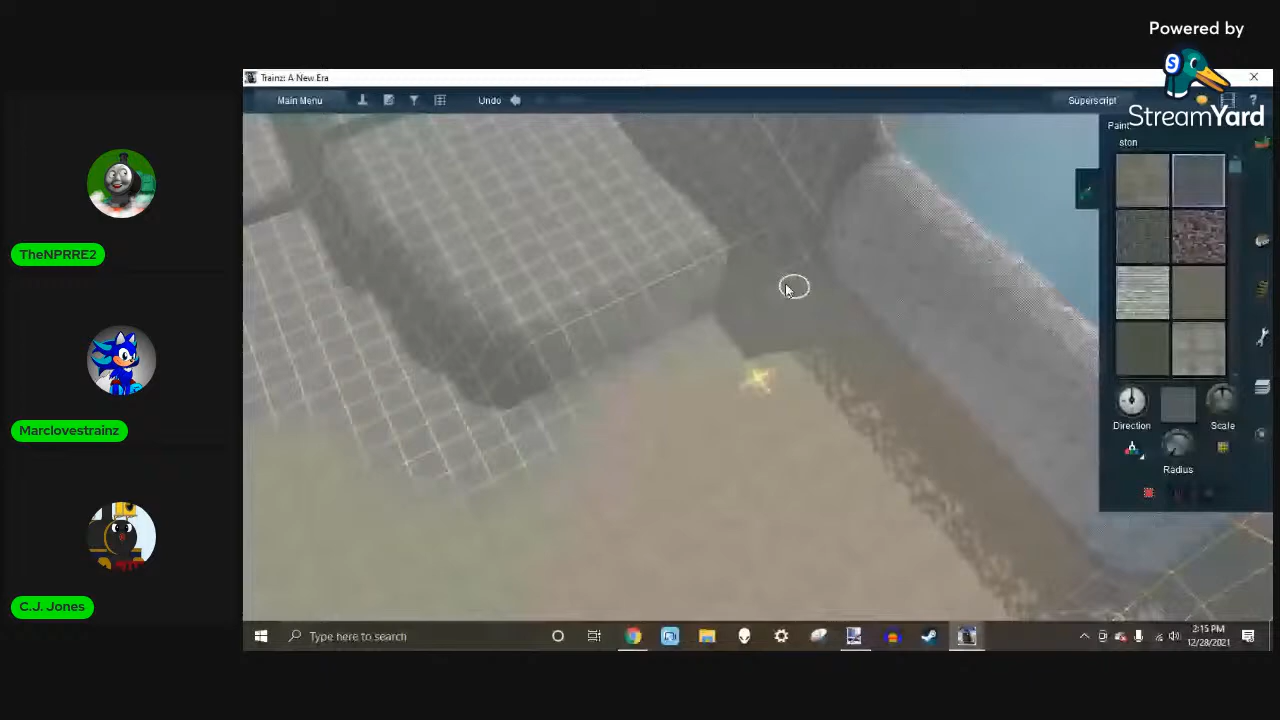 Powered by
StreamYard
Trainz: A New Era
Main Menu
Undo
Superscript
?
Paint
ston
TheNPRRE2
Marclovestrainz
C.J. Jones
Direction
Scale
Radius
Type here to search
2:15 PM
12/28/2021